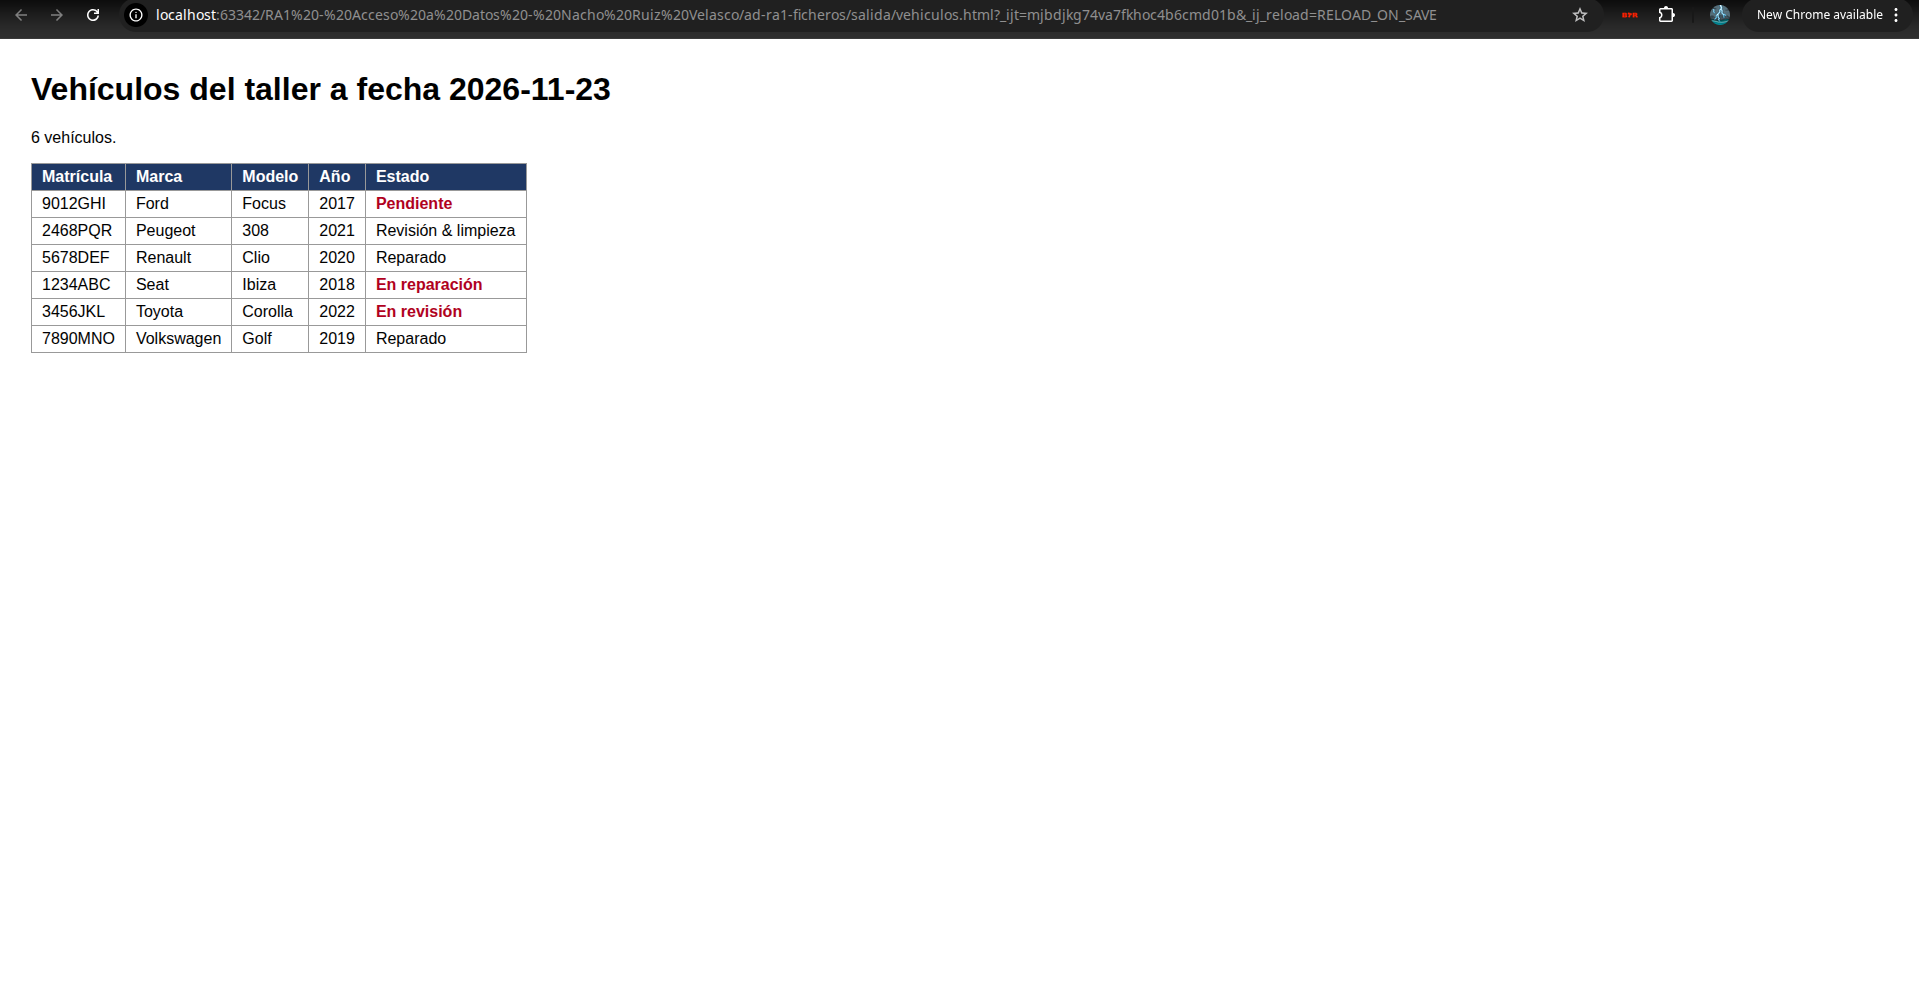 localhost:63342/RA1%20-%20Acceso%20a%20Datos%20-%20Nacho%20Ruiz%20Velasco/ad-ra1-ficheros/salida/vehiculos.html?_ijt=mjbdjkg74va7fkhoc4b6cmd01b&_ij_reload=RELOAD_ON_SAVE New Chrome available
Vehículos del taller a fecha 2026-11-23
6 vehículos.
Matrícula Marca Modelo Año Estado
9012GHI Ford Focus 2017 Pendiente
2468PQR Peugeot 308 2021 Revisión & limpieza
5678DEF Renault Clio 2020 Reparado
1234ABC Seat Ibiza 2018 En reparación
3456JKL Toyota Corolla 2022 En revisión
7890MNO Volkswagen Golf 2019 Reparado